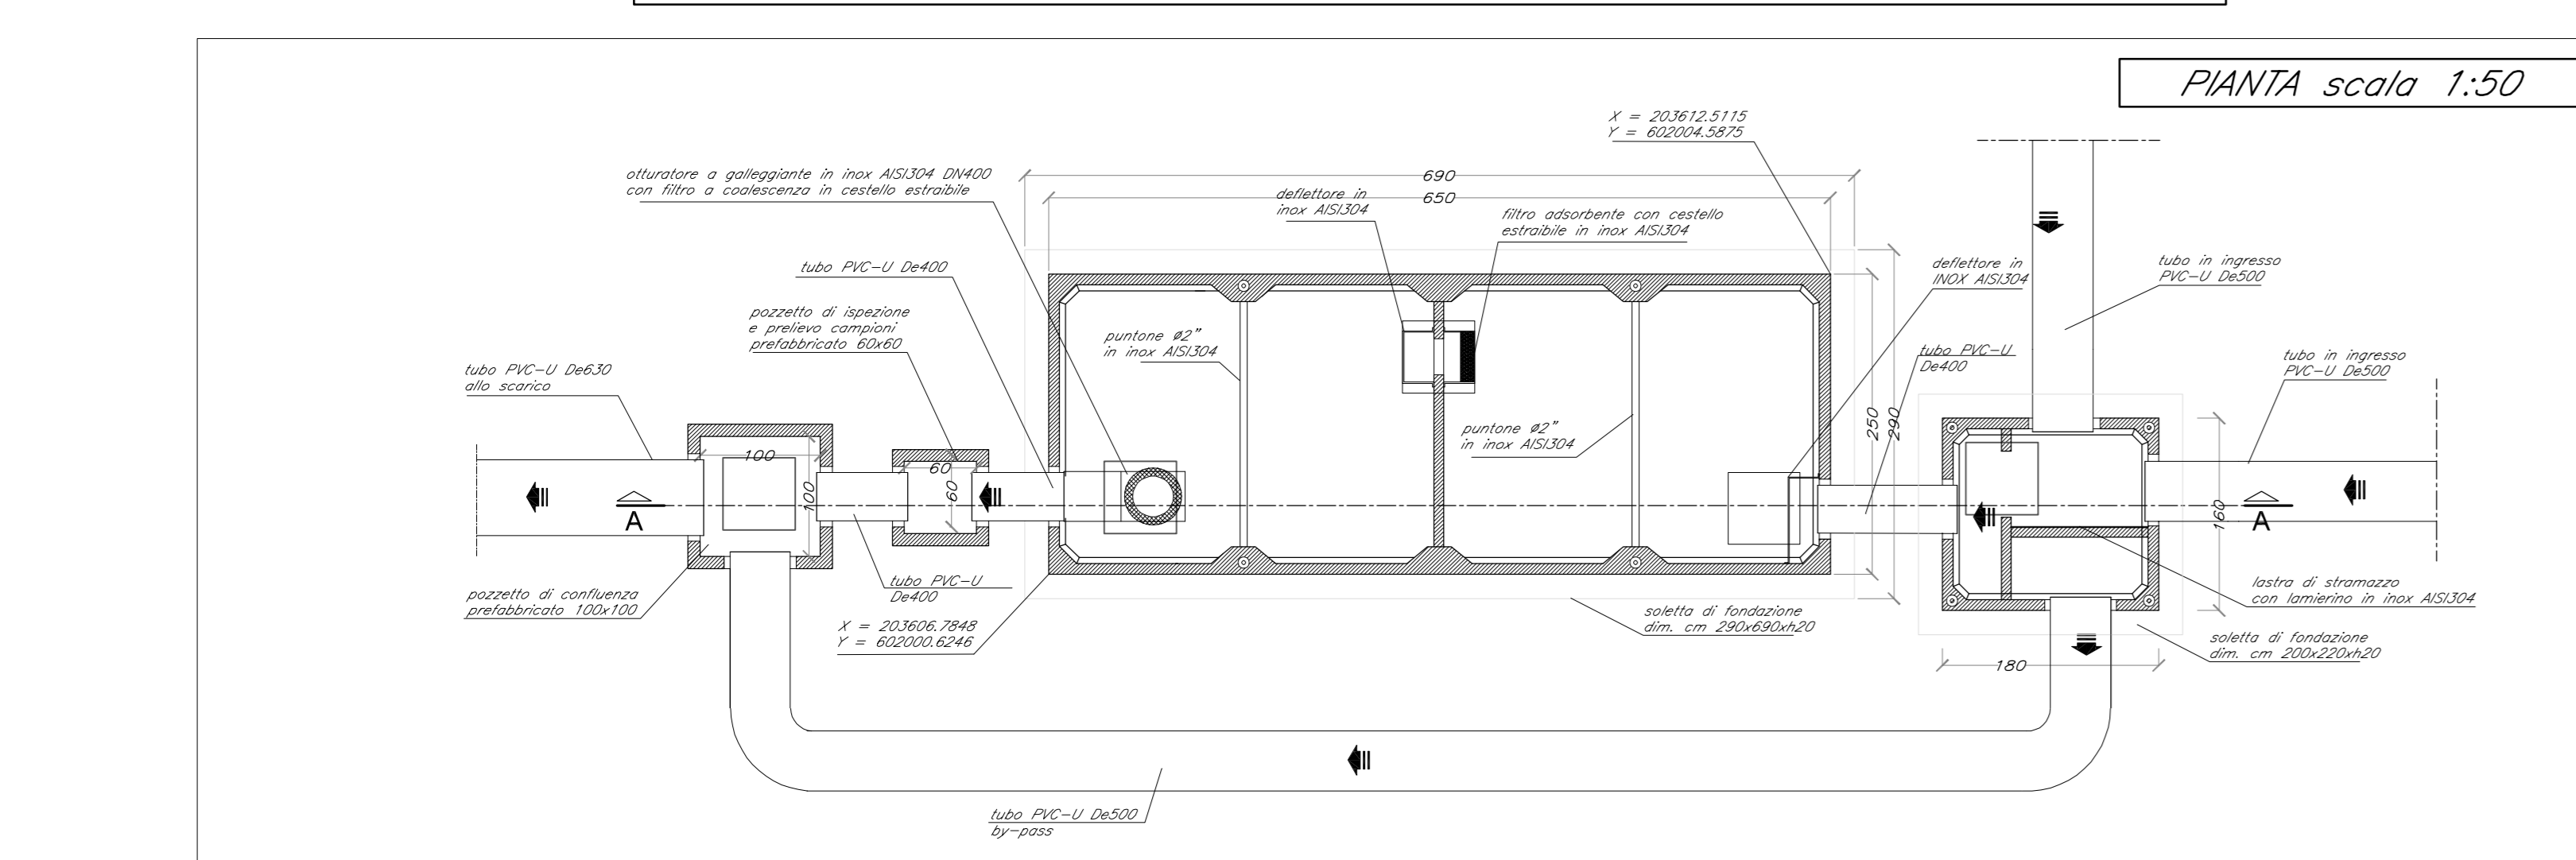 PIANTA scala 1:50
X = 203612.5115
Y = 602004.5875
otturatore a galleggiante in inox AISI304 DN400
con filtro a coalescenza in cestello estraibile
690
650
deflettore in
inox AISI304
filtro adsorbente con cestello
estraibile in inox AISI304
tubo PVC-U De400
deflettore in
INOX AISI304
tubo in ingresso
PVC-U De500
pozzetto di ispezione
e prelievo campioni
prefabbricato 60x60
puntone ø2"
in inox AISI304
tubo PVC-U
De400
tubo in ingresso
PVC-U De500
tubo PVC-U De630
allo scarico
puntone ø2"
in inox AISI304
250
290
100
100
60
60
160
A
A
tubo PVC-U
De400
pozzetto di confluenza
prefabbricato 100x100
lastra di stramazzo
con lamierino in inox AISI304
X = 203606.7848
Y = 602000.6246
soletta di fondazione
dim. cm 290x690xh20
soletta di fondazione
dim. cm 200x220xh20
180
tubo PVC-U De500
by-pass